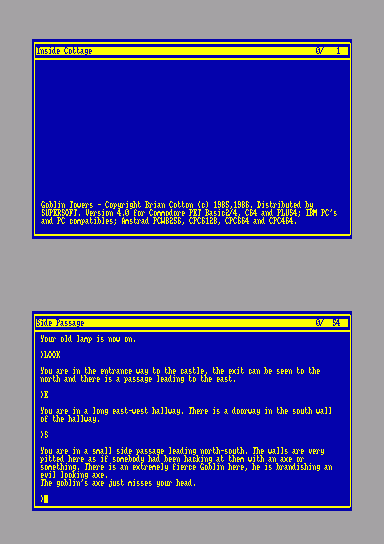 Inside Cottage 0/ 1
Goblin Towers - Copyright Brian Cotton (c) 1985,1986. Distributed by
SUPERSOFT. Version 4.0 for Commodore PET Basic2/4, C64 and PLUS4; IBM PC's
and PC compatibles; Amstrad PCW8256, CPC6128, CPC664 and CPC464.
Side Passage 0/ 54
Your old lamp is now on.
>LOOK
You are in the entrance way to the castle, the exit can be seen to the
north and there is a passage leading to the east.
>E
You are in a long east-west hallway. There is a doorway in the south wall
of the hallway.
>S
You are in a small side passage leading north-south. The walls are very
pitted here as if somebody had been hacking at them with an axe or
something. There is an extremely fierce Goblin here, he is brandishing an
evil looking axe.
The goblin's axe just misses your head.
>